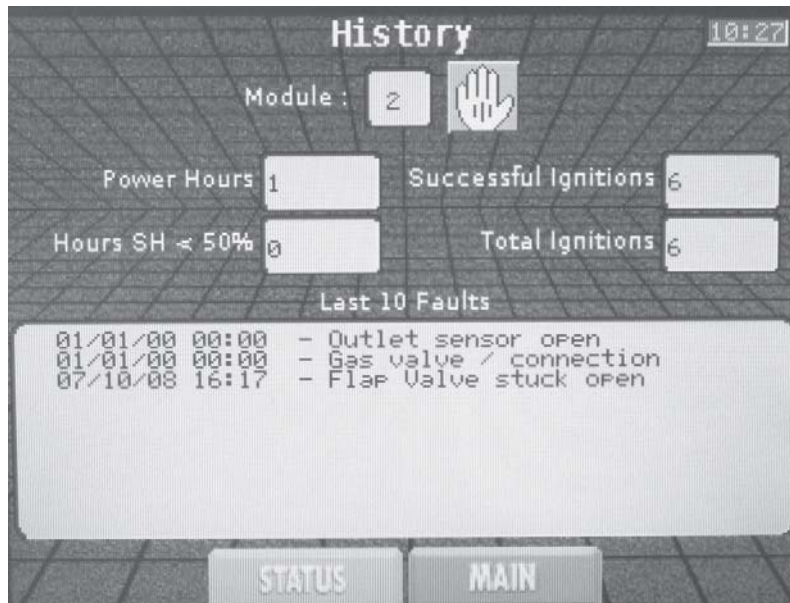 History
10:27
Module : 2
Power Hours 1
Successful Ignitions 6
Hours SH < 50% 0
Total Ignitions 6
Last 10 Faults
01/01/00 00:00 - Outlet sensor open
01/01/00 00:00 - Gas valve / connection
07/10/08 16:17 - Flap Valve stuck open
STATUS
MAIN